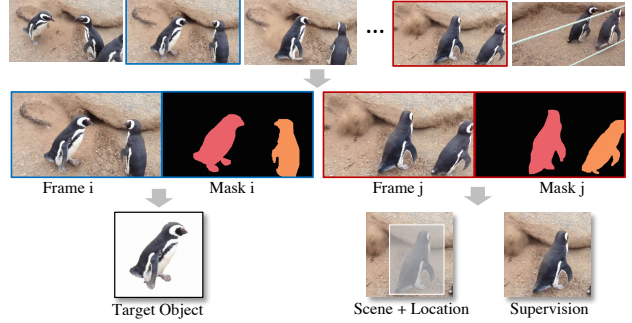 ...
Frame i
Mask i
Frame j
Mask j
Target Object
Scene + Location
Supervision